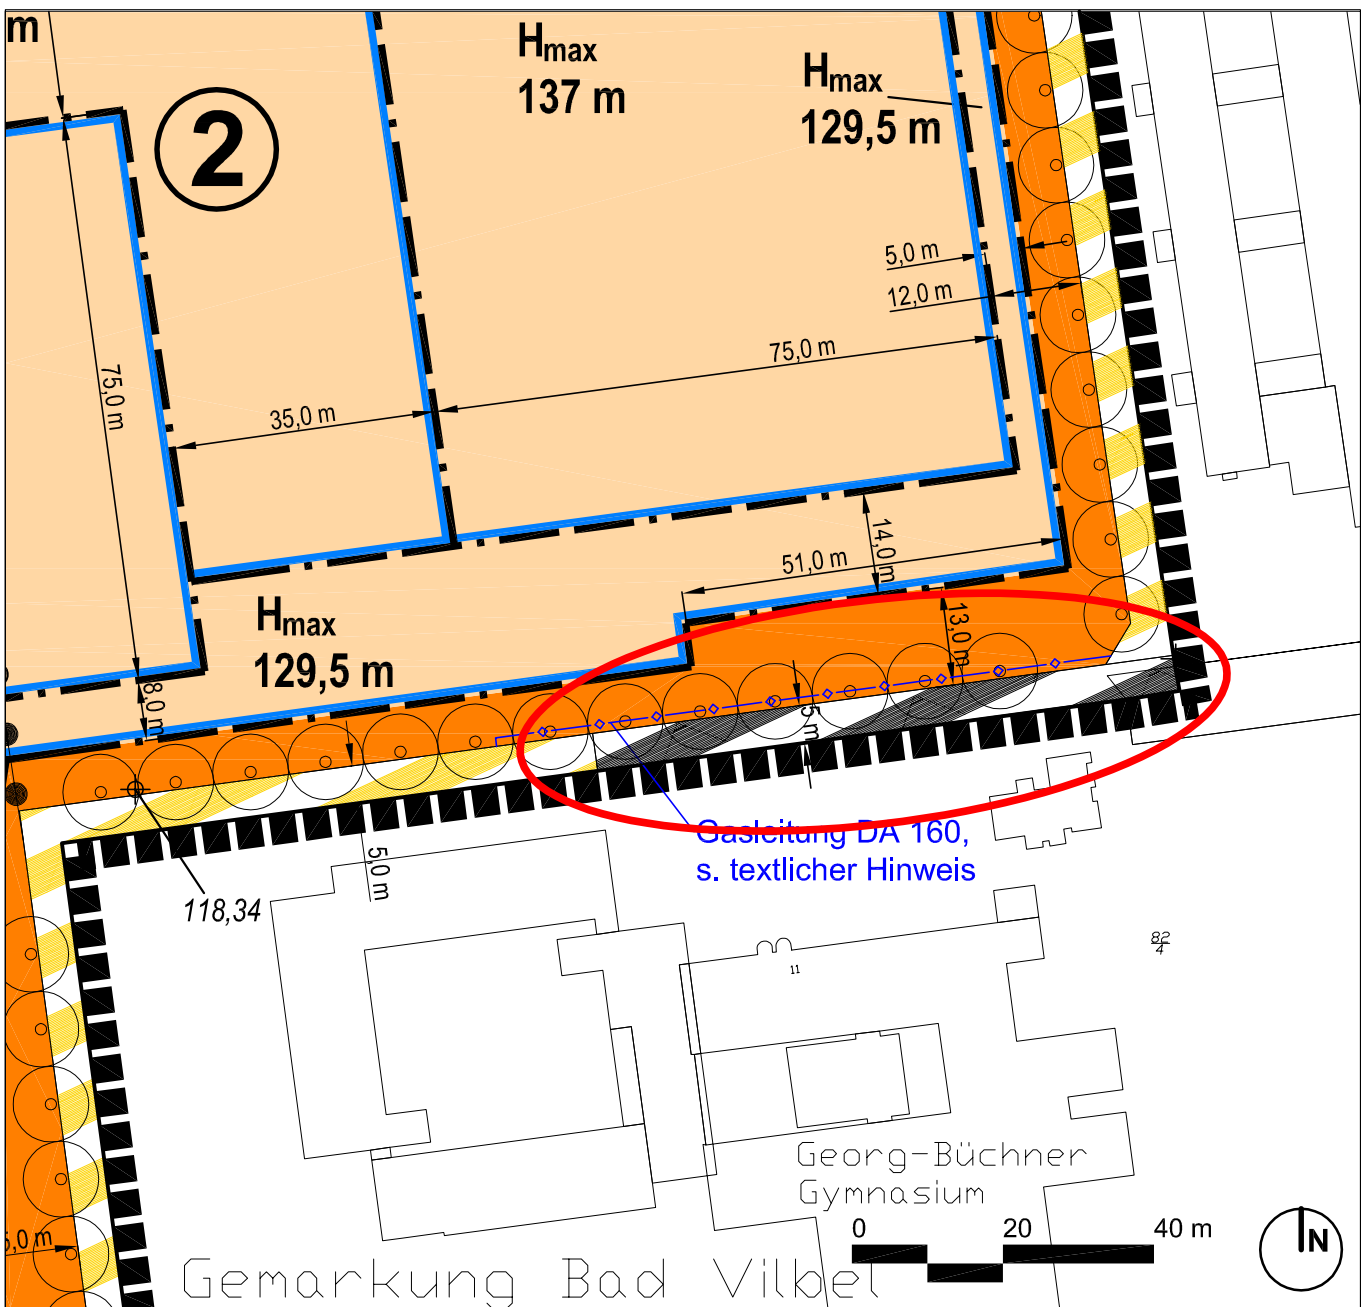 m
2
Hmax
137 m
Hmax
129,5 m
5,0 m
12,0 m
75,0 m
75,0 m
35,0 m
14,0 m
51,0 m
Hmax
129,5 m
13,0 m
8,0 m
5 m
Gasleitung DA 160,
s. textlicher Hinweis
5,0 m
118,34
82
4
11
Georg-Büchner
Gymnasium
0 20 40 m
N
5,0 m
Gemarkung Bad Vilbel